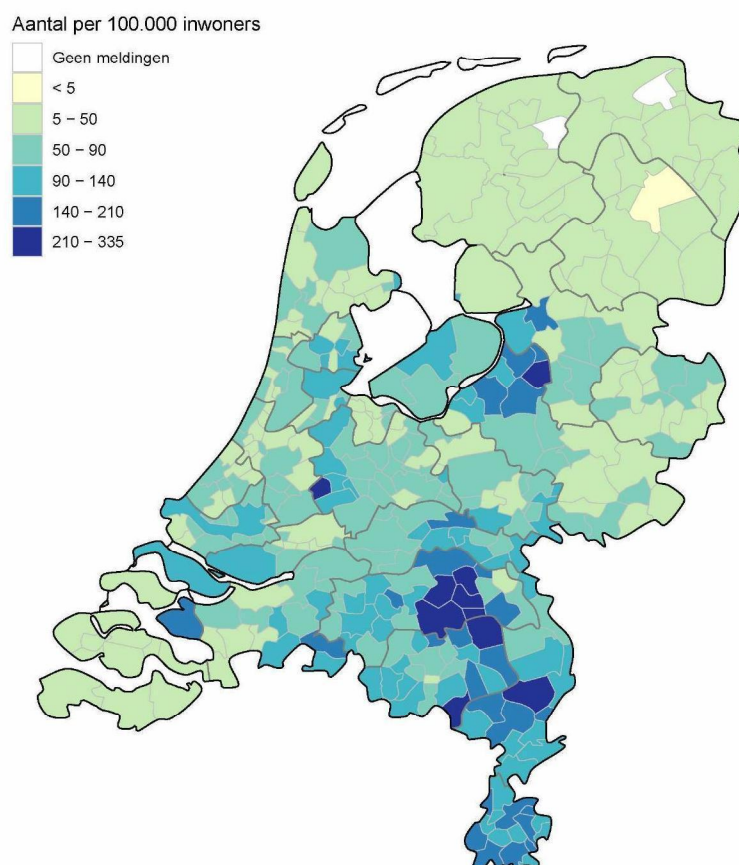 Aantal per 100.000 inwoners
Geen meldingen
< 5
5 – 50
50 – 90
90 – 140
140 – 210
210 – 335